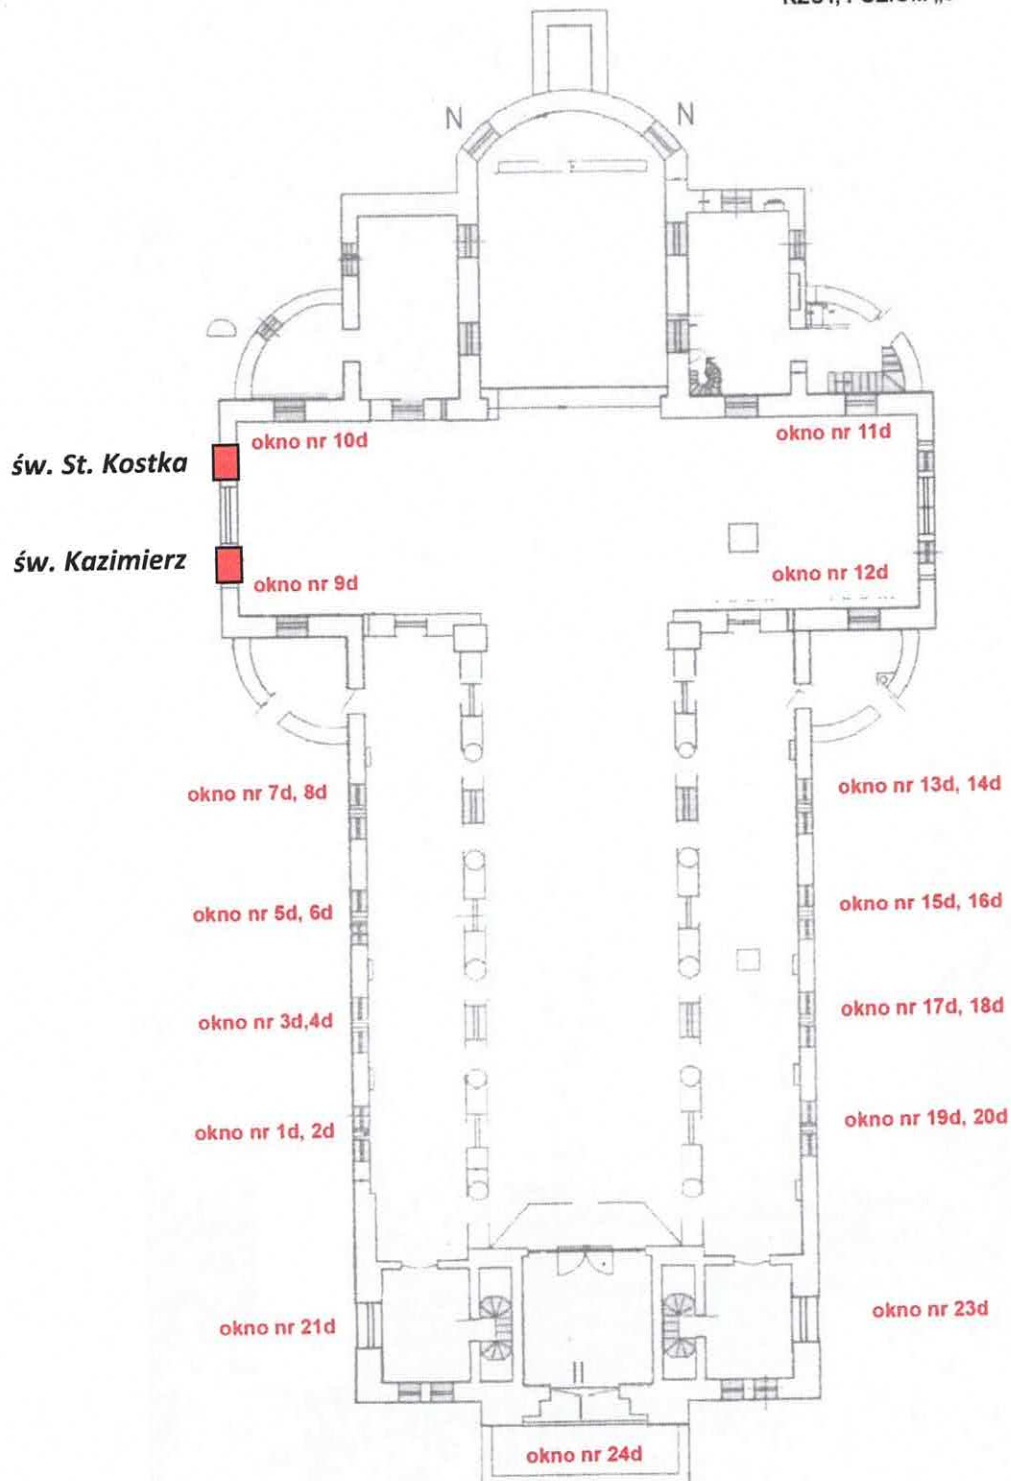 N N
okno nr 10d okno nr 11d
św. St. Kostka
św. Kazimierz
okno nr 9d okno nr 12d
okno nr 7d, 8d okno nr 13d, 14d
okno nr 5d, 6d okno nr 15d, 16d
okno nr 3d,4d okno nr 17d, 18d
okno nr 1d, 2d okno nr 19d, 20d
okno nr 21d okno nr 23d
okno nr 24d